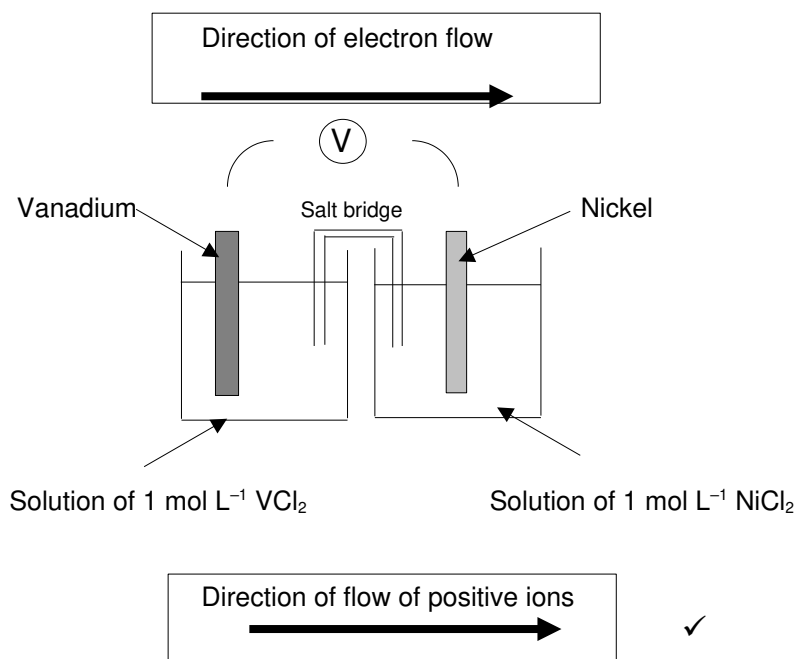 Direction of electron flow
V
Vanadium
Salt bridge
Nickel
Solution of 1 mol L⁻¹ VCl₂
Solution of 1 mol L⁻¹ NiCl₂
Direction of flow of positive ions
✓